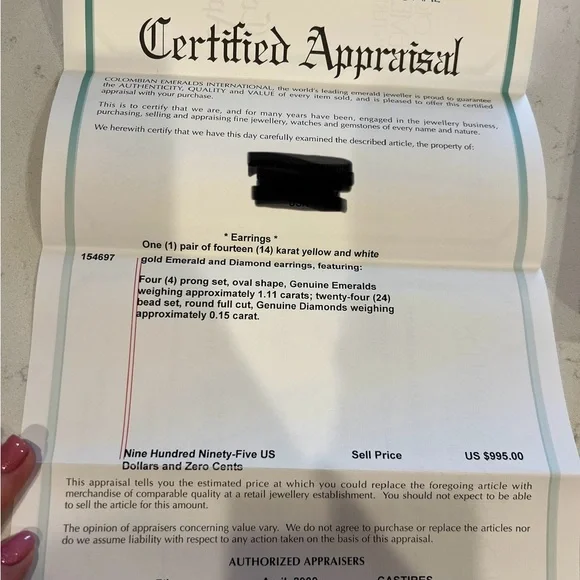 Certified Appraisal
COLOMBIAN EMERALDS INTERNATIONAL, the world's leading emerald jeweller is proud to guarantee
the AUTHENTICITY, QUALITY and VALUE of every item sold, and is pleased to offer this certified
appraisal with your purchase.
This is to certify that we are, and for many years have been, engaged in the jewellery business,
purchasing, selling and appraising fine jewellery, watches and gemstones of every name and nature.
We herewith certify that we have this day carefully examined the described article, the property of:
* Earrings *
One (1) pair of fourteen (14) karat yellow and white
154697 gold Emerald and Diamond earrings, featuring:
Four (4) prong set, oval shape, Genuine Emeralds
weighing approximately 1.11 carats; twenty-four (24)
bead set, round full cut, Genuine Diamonds weighing
approximately 0.15 carat.
Nine Hundred Ninety-Five US Sell Price US $995.00
Dollars and Zero Cents
This appraisal tells you the estimated price at which you could replace the foregoing article with
merchandise of comparable quality at a retail jewellery establishment. You should not expect to be able
to sell the article for this amount.
The opinion of appraisers concerning value vary. We do not agree to purchase or replace the articles nor
do we assume liability with respect to any action taken on the basis of this appraisal.
AUTHORIZED APPRAISERS